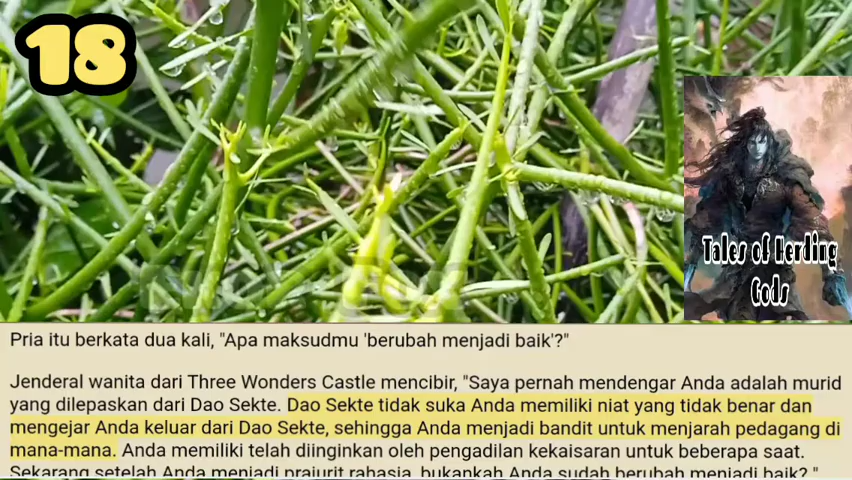 18
Tales of Herding
Gods
Pria itu berkata dua kali, "Apa maksudmu 'berubah menjadi baik'?"
Jenderal wanita dari Three Wonders Castle mencibir, "Saya pernah mendengar Anda adalah murid
yang dilepaskan dari Dao Sekte. Dao Sekte tidak suka Anda memiliki niat yang tidak benar dan
mengejar Anda keluar dari Dao Sekte, sehingga Anda menjadi bandit untuk menjarah pedagang di
mana-mana. Anda memiliki telah diinginkan oleh pengadilan kekaisaran untuk beberapa saat.
Sekarang setelah Anda menjadi prajurit rahasia, bukankah Anda sudah berubah menjadi baik? "